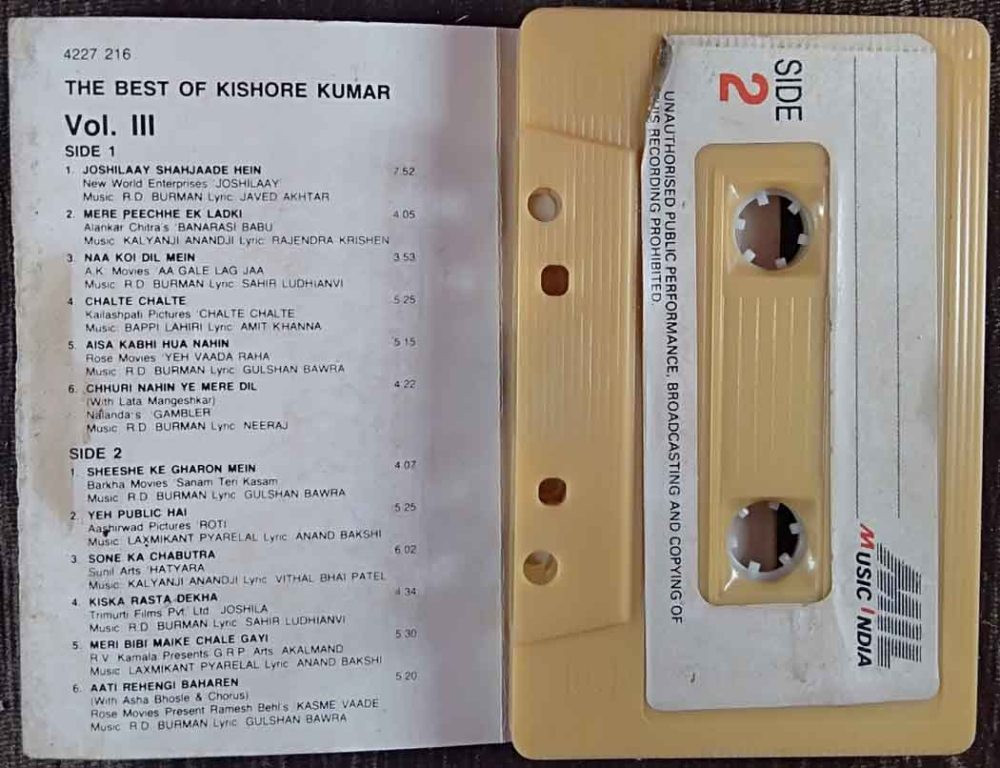 4227 216
THE BEST OF KISHORE KUMAR
Vol. III
SIDE 1
1. JOSHILAAY SHAHJAADE HEIN 7 52
New World Enterprises 'JOSHILAAY'
Music: R.D. BURMAN Lyric: JAVED AKHTAR
2. MERE PEECHHE EK LADKI 4 05
Alankar Chitra's 'BANARASI BABU
Music: KALYANJI ANANDJI Lyric: RAJENDRA KRISHEN
3. NAA KOI DIL MEIN 3 53
A.K. Movies 'AA GALE LAG JAA
Music: R.D. BURMAN Lyric: SAHIR LUDHIANVI
4 CHALTE CHALTE 5 25
Kailashpati Pictures 'CHALTE CHALTE
Music: BAPPI LAHIRI Lyric: AMIT KHANNA
5. AISA KABHI HUA NAHIN 5 15
Rose Movies 'YEH VAADA RAHA
Music: R.D. BURMAN Lyric: GULSHAN BAWRA
6. CHHURI NAHIN YE MERE DIL 4 22
(With Lata Mangeshkar)
Nalanda's 'GAMBLER
Music: R.D. BURMAN Lyric: NEERAJ
SIDE 2
1. SHEESHE KE GHARON MEIN 4 07
Barkha Movies 'Sanam Teri Kasam
Music: R.D. BURMAN Lyric: GULSHAN BAWRA
2. YEH PUBLIC HAI 5 25
Aashirwad Pictures 'ROTI
Music: LAXMIKANT PYARELAL Lyric: ANAND BAKSHI
3. SONE KA CHABUTRA 6 02
Sunil Arts 'HATYARA
Music: KALYANJI ANANDJI Lyric: VITHAL BHAI PATEL
4. KISKA RASTA DEKHA 4 34
Trimurti Films Pvt. Ltd. JOSHILA
Music: R.D. BURMAN Lyric: SAHIR LUDHIANVI
5. MERI BIBI MAIKE CHALE GAYI 5 30
R.V. Kamala Presents G.R.P. Arts AKALMAND
Music: LAXMIKANT PYARELAL Lyric: ANAND BAKSHI
6. AATI REHENGI BAHAREN 5 20
(With Asha Bhosle & Chorus)
Rose Movies Present Ramesh Behl's KASME VAADE
Music: R.D. BURMAN Lyric: GULSHAN BAWRA
SIDE
2
UNAUTHORISED PUBLIC PERFORMANCE, BROADCASTING AND COPYING OF
THIS RECORDING PROHIBITED.
MIL
MUSIC INDIA